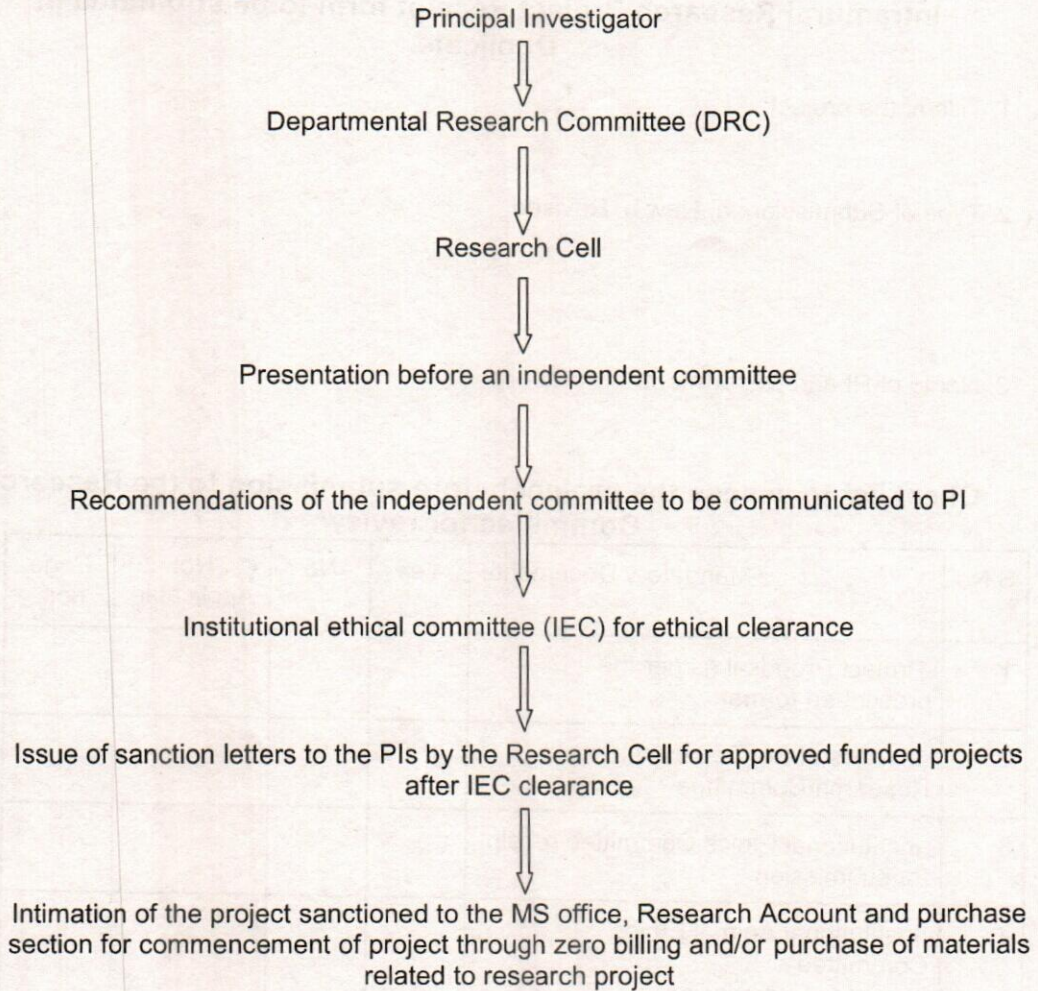 Principal Investigator
Departmental Research Committee (DRC)
Research Cell
Presentation before an independent committee
Recommendations of the independent committee to be communicated to PI
Institutional ethical committee (IEC) for ethical clearance
Issue of sanction letters to the PIs by the Research Cell for approved funded projects
after IEC clearance
Intimation of the project sanctioned to the MS office, Research Account and purchase
section for commencement of project through zero billing and/or purchase of materials
related to research project